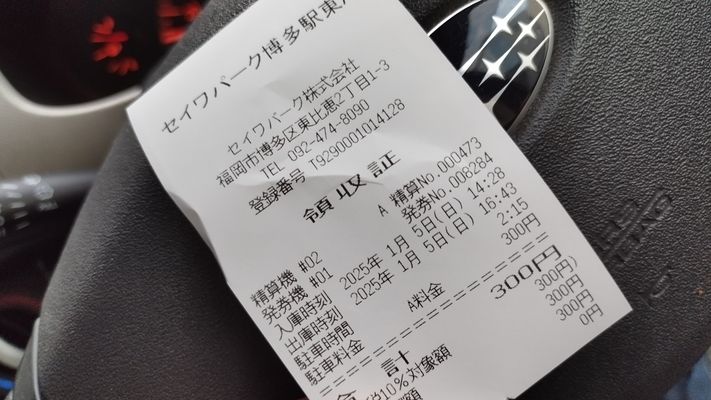 セイワパーク博多駅東
セイワパーク株式会社
福岡市博多区東比恵2丁目1-3
TEL 092-474-8090
登録番号 T9290001014128
領収証
精算機 #02 A 精算No.000473
発券機 #01 発券No.008284
入庫時刻 2025年 1月 5日(日) 14:28
出庫時刻 2025年 1月 5日(日) 16:43
駐車時間 2:15
駐車料金 A料金 300円
計 300円
10%対象額 300円)
300円
0円